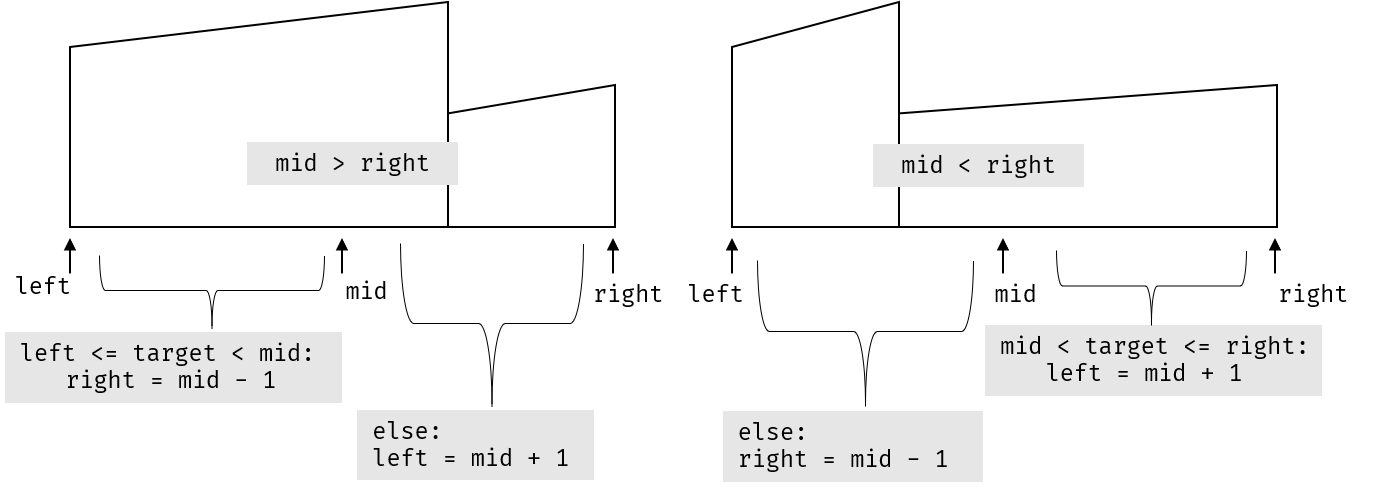 mid > right
left
mid
right
left <= target < mid:
right = mid - 1
else:
left = mid + 1
mid < right
left
mid
right
mid < target <= right:
left = mid + 1
else:
right = mid - 1